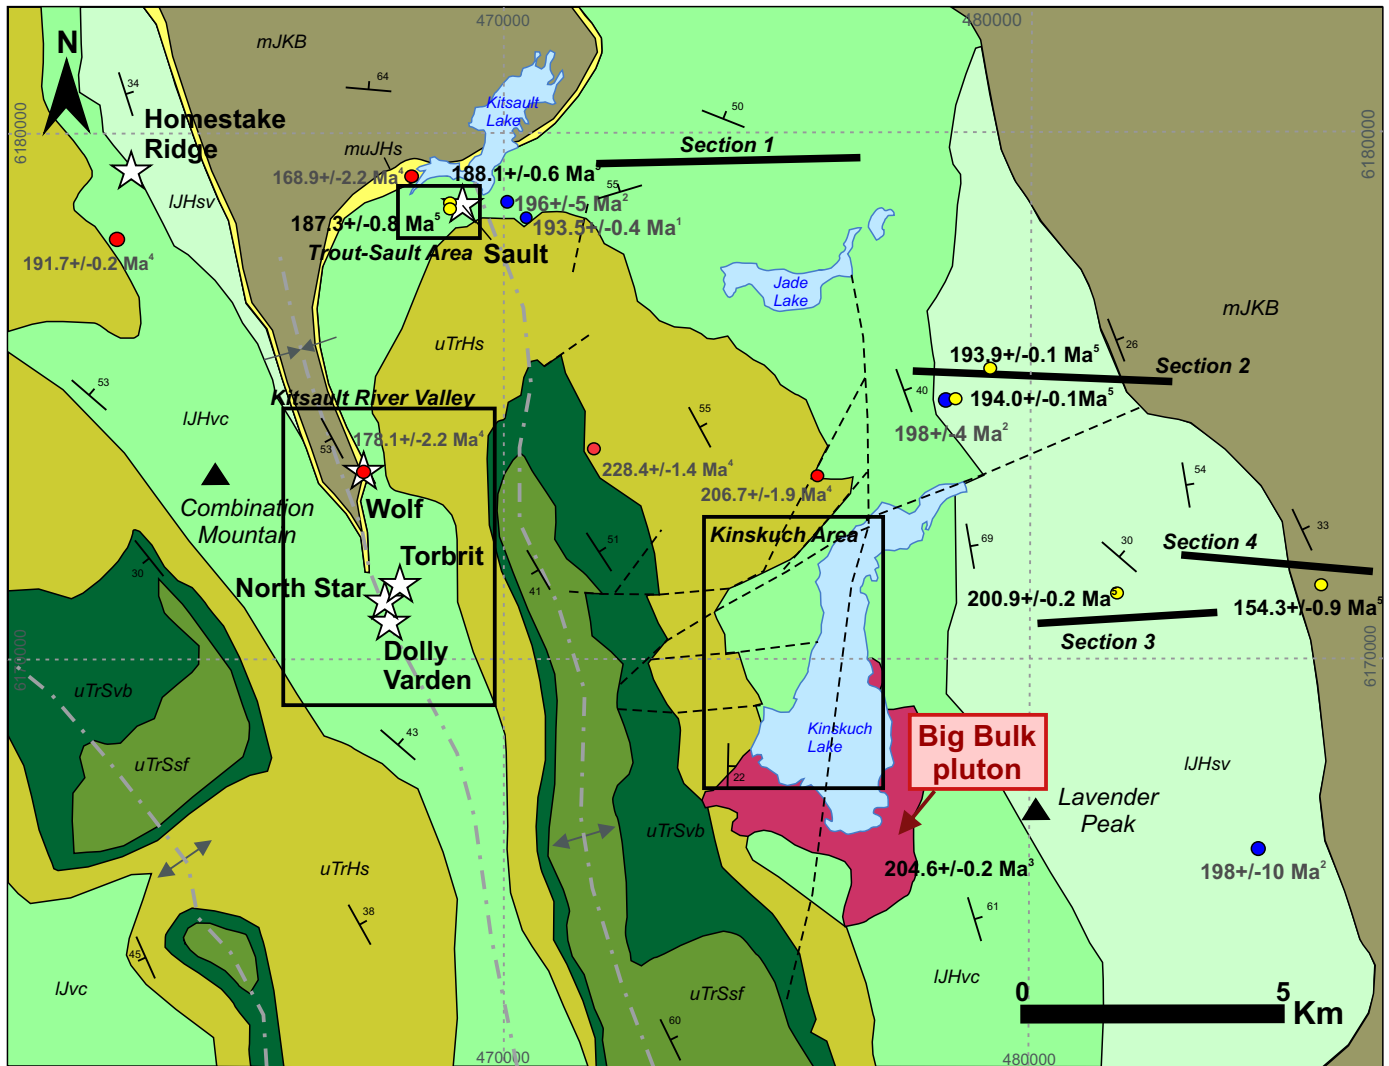 470000
480000
mJKB
N
64
34
Kitsault
Lake
50
Homestake
Ridge
6180000
6180000
Section 1
muJHs
168.9+/-2.2 Ma⁴
188.1+/-0.6 Ma⁵
55
lJHsv
196+/-5 Ma²
187.3+/-0.8 Ma⁵
193.5+/-0.4 Ma¹
Trout-Sault Area
Sault
191.7+/-0.2 Ma⁴
Jade
Lake
mJKB
uTrHs
26
193.9+/-0.1 Ma⁵
Section 2
53
40
Kitsault River Valley
194.0+/-0.1Ma⁵
lJHvc
55
178.1+/-2.2 Ma⁴
198+/-4 Ma²
53
228.4+/-1.4 Ma⁴
54
206.7+/-1.9 Ma⁴
Combination
Mountain
Wolf
33
Kinskuch Area
Section 4
69
30
51
Torbrit
30
North Star
41
200.9+/-0.2 Ma⁵
154.3+/-0.9 Ma⁵
Section 3
Dolly
Varden
6170000
6170000
uTrSvb
Kinskuch
Lake
Big Bulk
pluton
43
uTrSsf
22
lJHsv
Lavender
Peak
uTrSvb
uTrHs
204.6+/-0.2 Ma³
198+/-10 Ma²
38
61
45
lJvc
uTrSsf
lJHvc
0
5
Km
60
470000
480000